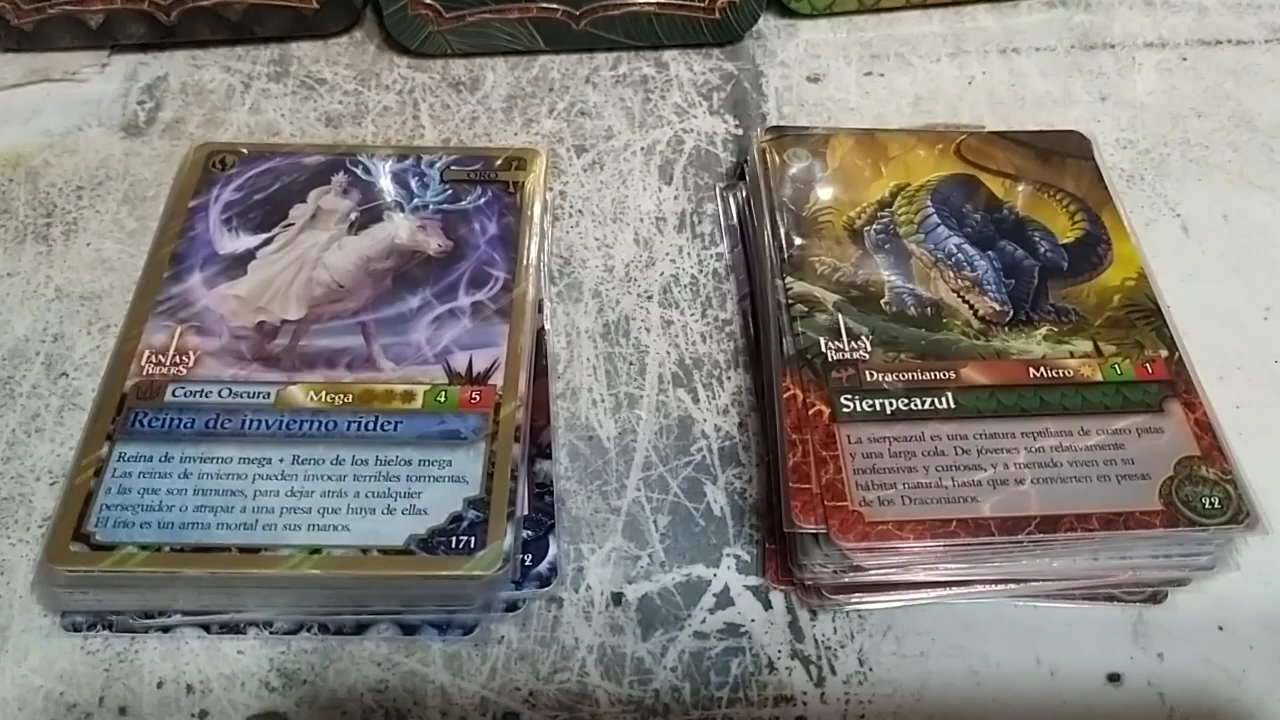 ORO
FANTASY
RIDERS
Corte Oscura
Mega
4
5
Reina de invierno rider
Reina de invierno mega + Reno de los hielos mega
Las reinas de invierno pueden invocar terribles tormentas,
a las que son inmunes, para dejar atrás a cualquier
perseguidor o atrapar a una presa que huya de ellas.
El frío es un arma mortal en sus manos.
171
72
FANTASY
RIDERS
Draconianos
Micro
1
1
Sierpeazul
La sierpeazul es una criatura reptiliana de cuatro patas
y una larga cola. De jóvenes son relativamente
inofensivas y curiosas, y a menudo viven en su
hábitat natural, hasta que se convierten en presas
de los Draconianos.
22